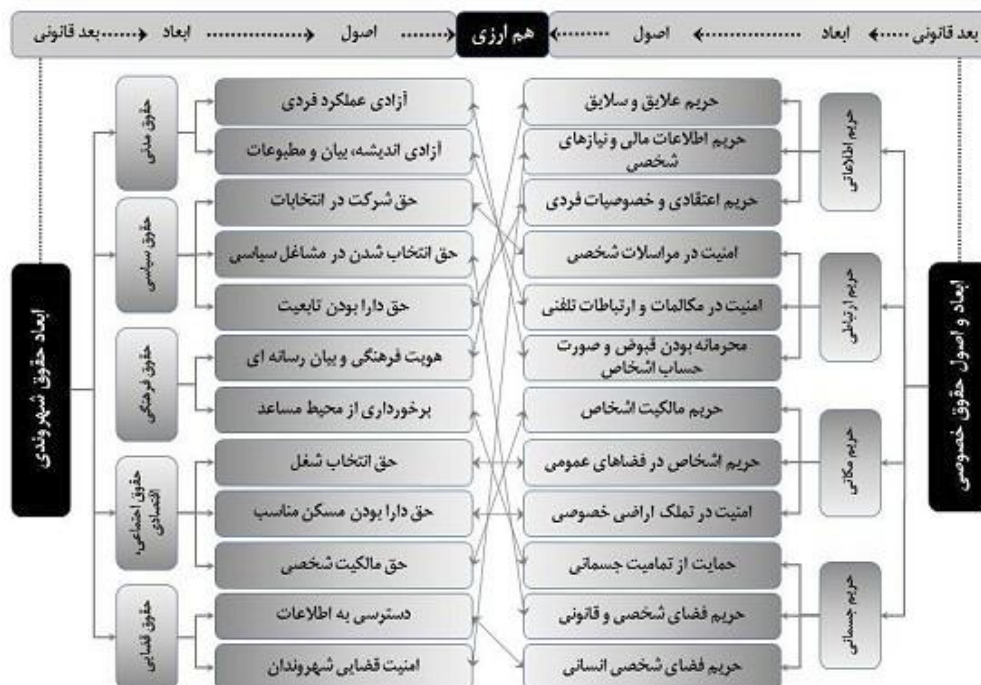 بعد قانونی
ابعاد
اصول
هم ارزی
اصول
ابعاد
بعد قانونی
ابعاد و اصول حقوق خصوصی
حریم اطلاعاتی
حریم ارتباطی
حریم مکانی
حریم جسمانی
حریم علایق و سلایق
حریم اطلاعات مالی و نیازهای
شخصی
حریم اعتقادی و خصوصیات فردی
امنیت در مراسلات شخصی
امنیت در مکالمات و ارتباطات تلفنی
محرمانه بودن قبوض و صورت
حساب اشخاص
حریم مالکیت اشخاص
حریم اشخاص در فضاهای عمومی
امنیت در تملک اراضی خصوصی
حمایت از تمامیت جسمانی
حریم فضای شخصی و قانونی
حریم فضای شخصی انسانی
آزادی عملکرد فردی
آزادی اندیشه، بیان و مطبوعات
حق شرکت در انتخابات
حق انتخاب شدن در مشاغل سیاسی
حق دارا بودن تابعیت
هویت فرهنگی و بیان رسانه ای
برخورداری از محیط مساعد
حق انتخاب شغل
حق دارا بودن مسکن مناسب
حق مالکیت شخصی
دسترسی به اطلاعات
امنیت قضایی شهروندان
حقوق مدنی
حقوق سیاسی
حقوق فرهنگی
حقوق اجتماعی،
اقتصادی
حقوق قضایی
ابعاد حقوق شهروندی